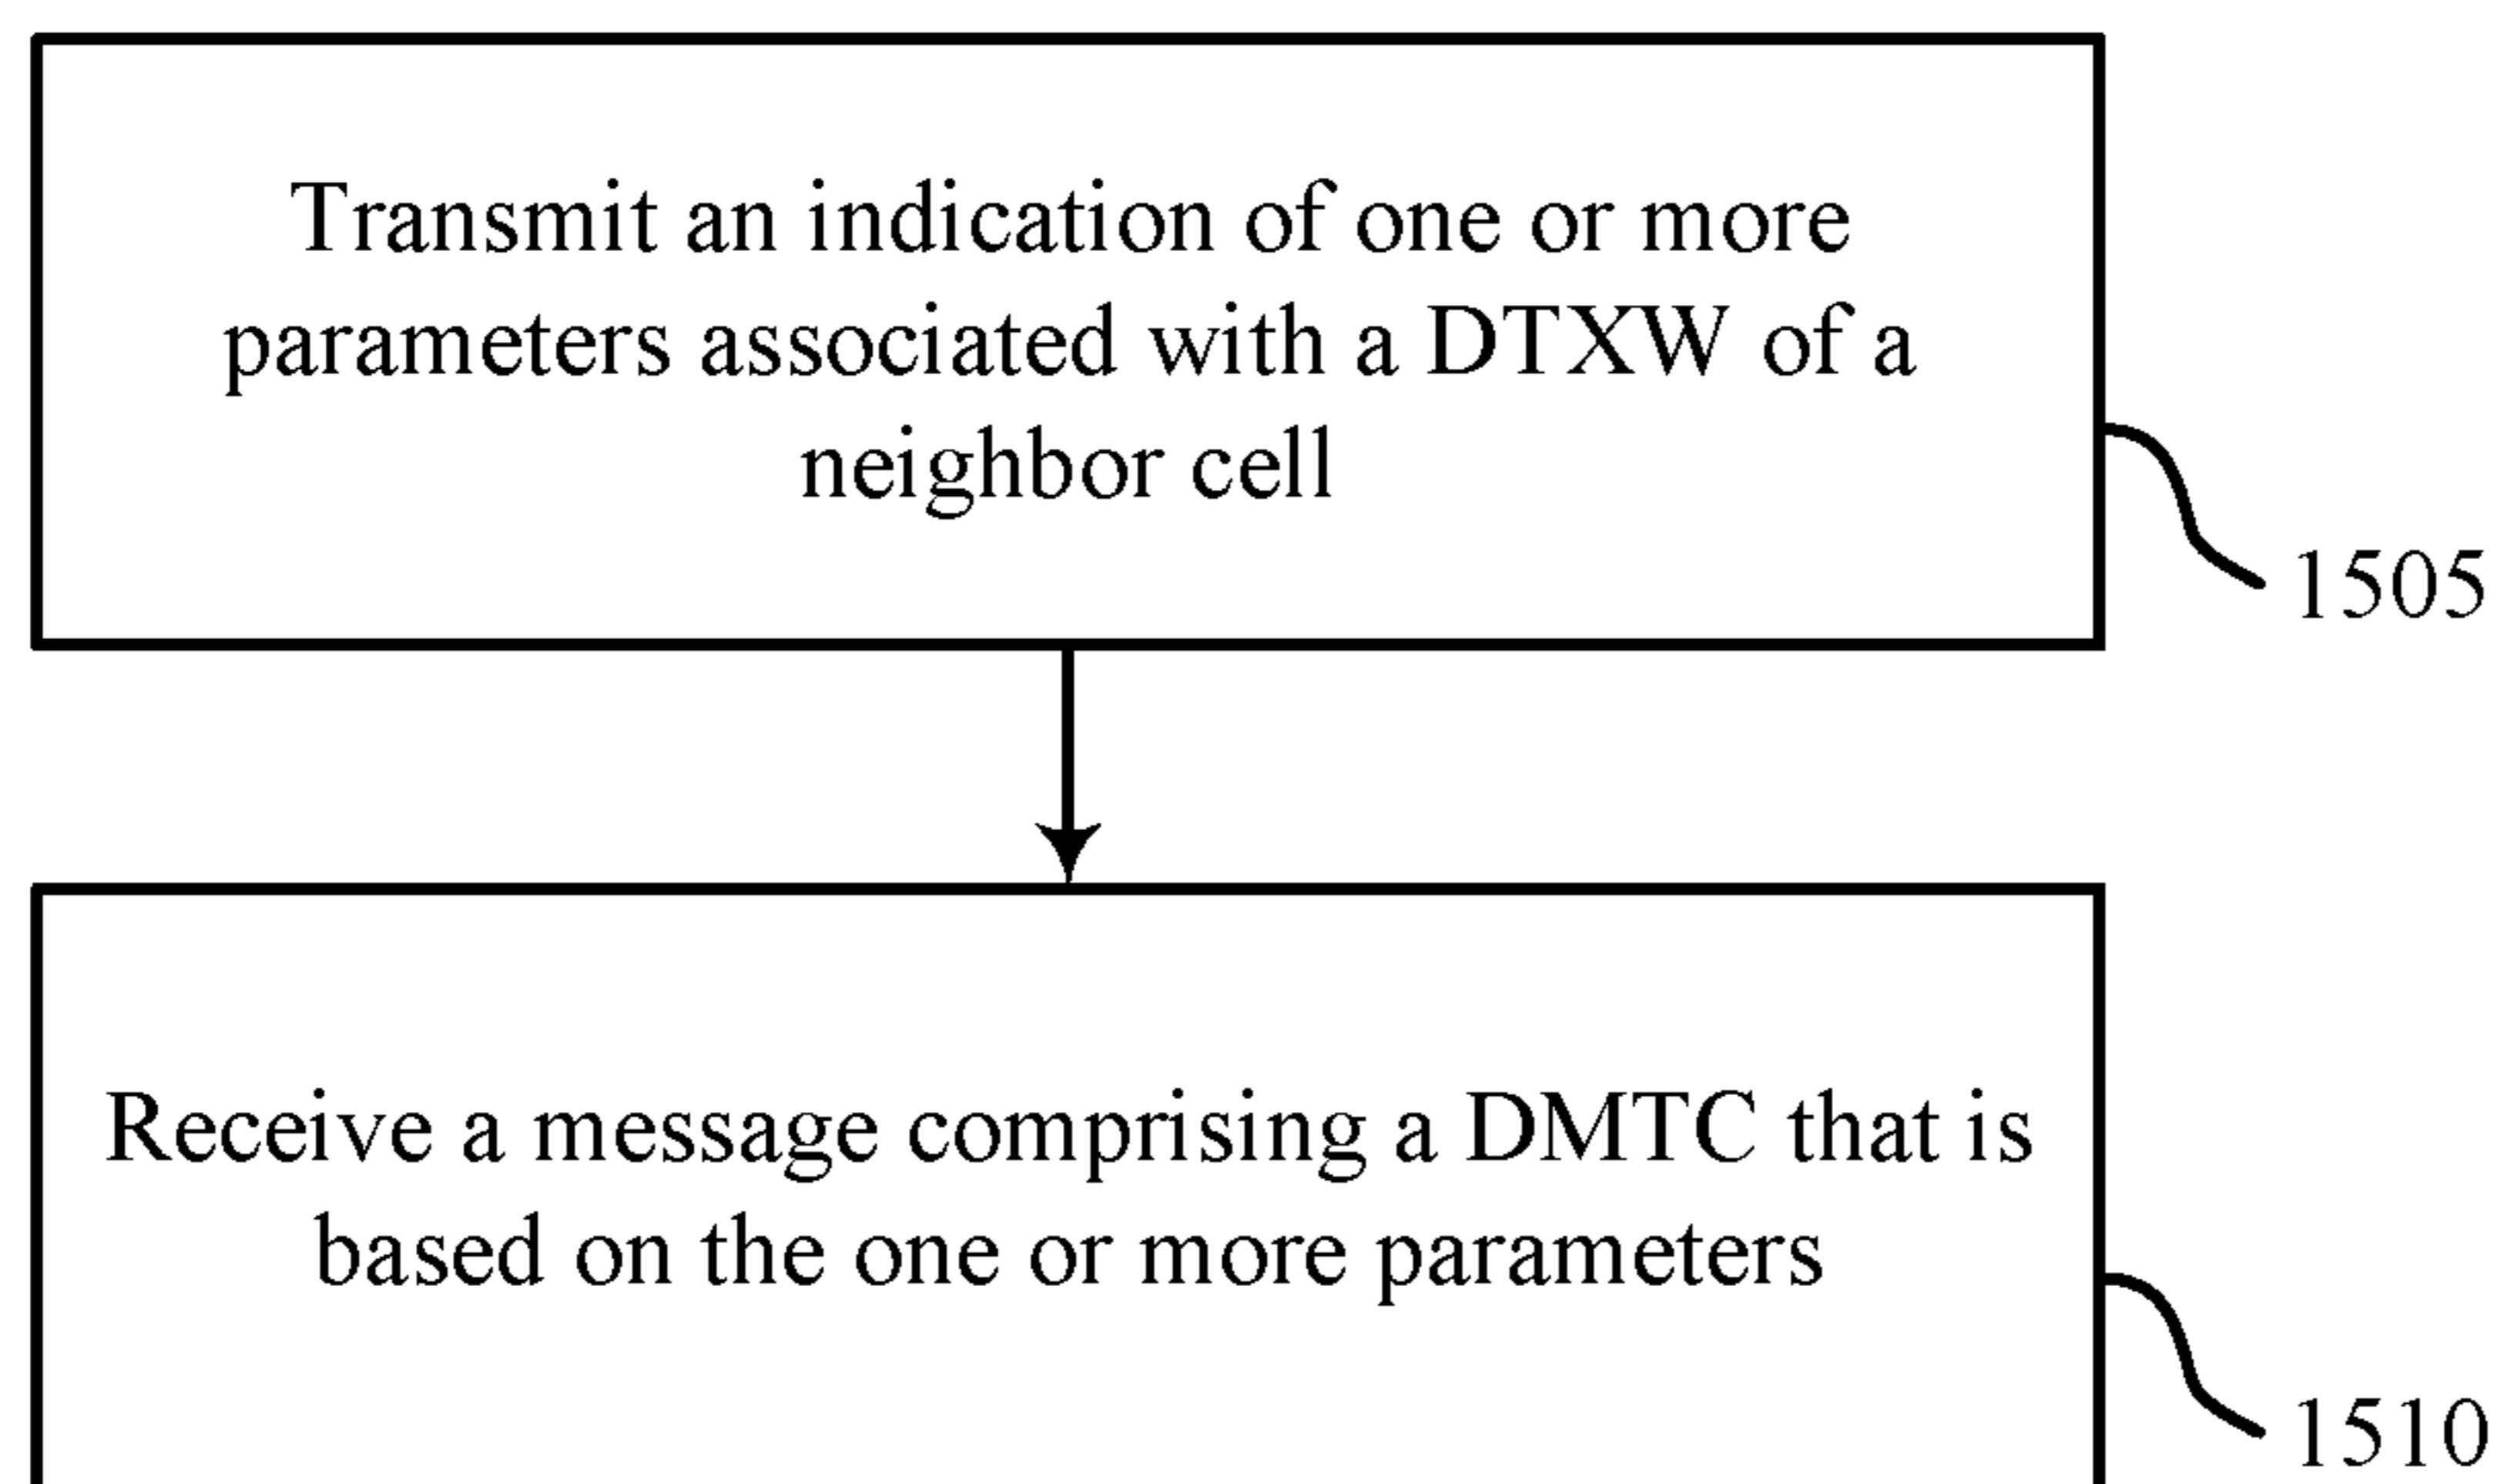 Transmit an indication of one or more
parameters associated with a DTXW of a
neighbor cell
1505
Receive a message comprising a DMTC that is
based on the one or more parameters
1510